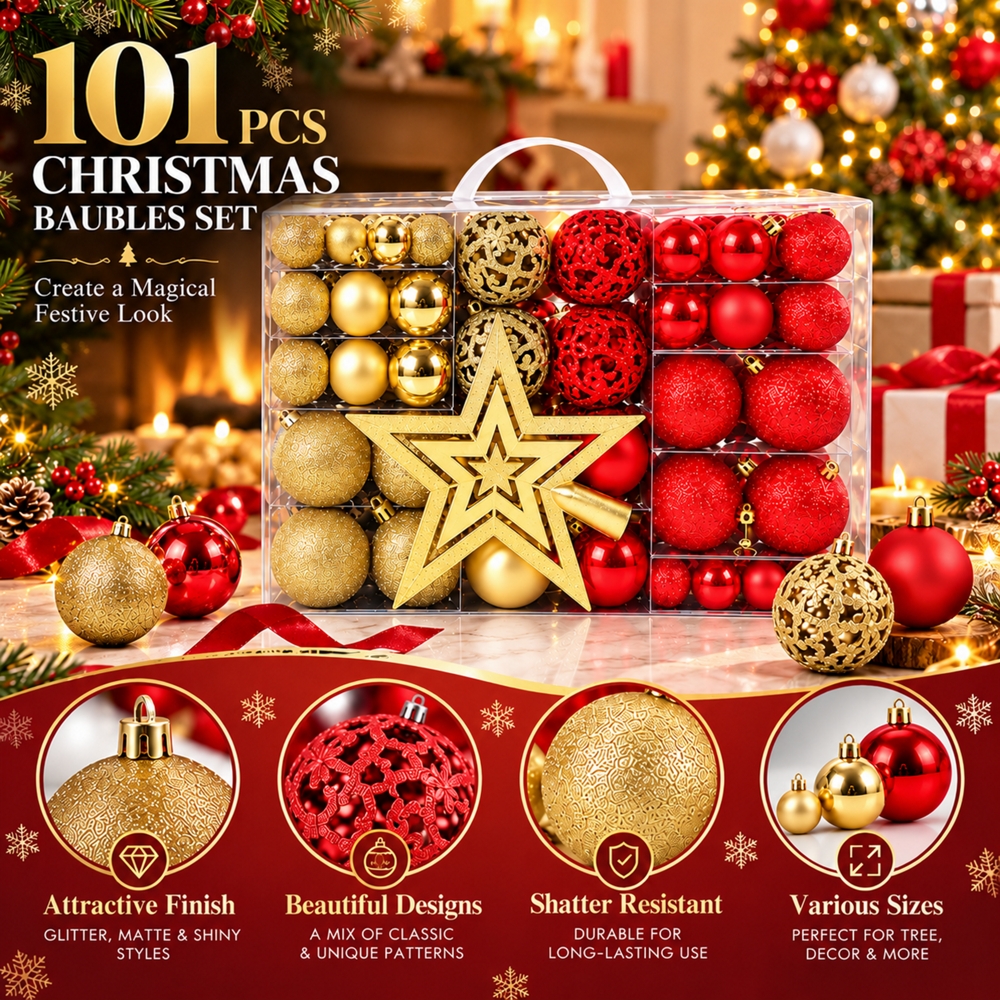 101 PCS
CHRISTMAS
BAUBLES SET
Create a Magical
Festive Look
Attractive Finish
GLITTER, MATTE & SHINY
STYLES
Beautiful Designs
A MIX OF CLASSIC
& UNIQUE PATTERNS
Shatter Resistant
DURABLE FOR
LONG-LASTING USE
Various Sizes
PERFECT FOR TREE,
DECOR & MORE